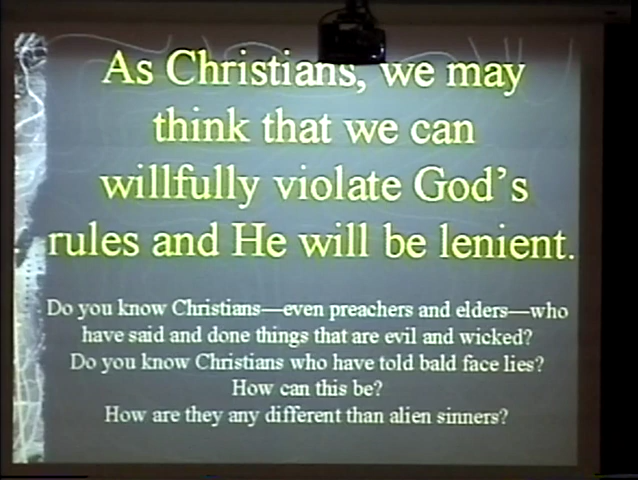 As Christians, we may
think that we can
willfully violate God's
rules and He will be lenient.
Do you know Christians—even preachers and elders—who
have said and done things that are evil and wicked?
Do you know Christians who have told bald face lies?
How can this be?
How are they any different than alien sinners?